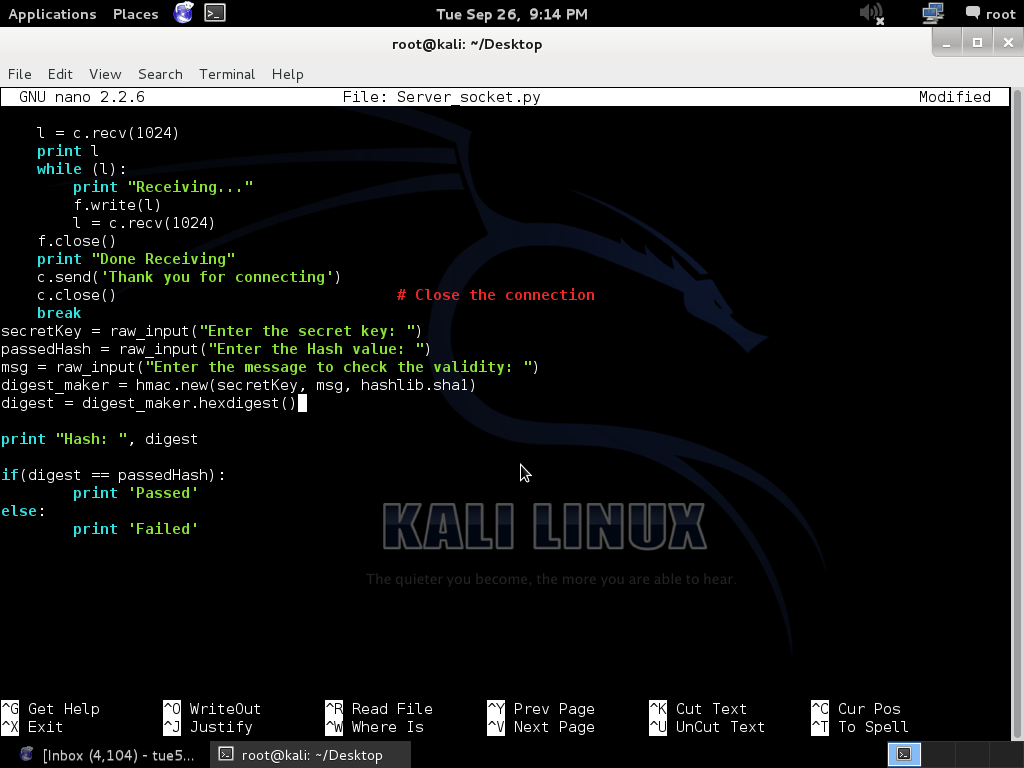 Applications Places Tue Sep 26, 9:14 PM root
root@kali: ~/Desktop
File Edit View Search Terminal Help
GNU nano 2.2.6 File: Server_socket.py Modified
l = c.recv(1024)
print l
while (l):
print "Receiving..."
f.write(l)
l = c.recv(1024)
f.close()
print "Done Receiving"
c.send('Thank you for connecting')
c.close() # Close the connection
break
secretKey = raw_input("Enter the secret key: ")
passedHash = raw_input("Enter the Hash value: ")
msg = raw_input("Enter the message to check the validity: ")
digest_maker = hmac.new(secretKey, msg, hashlib.sha1)
digest = digest_maker.hexdigest()
print "Hash: ", digest
if(digest == passedHash):
print 'Passed'
else:
print 'Failed'
KALI LINUX
The quieter you become, the more you are able to hear.
^G Get Help ^O WriteOut ^R Read File ^Y Prev Page ^K Cut Text ^C Cur Pos
^X Exit ^J Justify ^W Where Is ^V Next Page ^U UnCut Text ^T To Spell
[Inbox (4,104) - tue5... root@kali: ~/Desktop